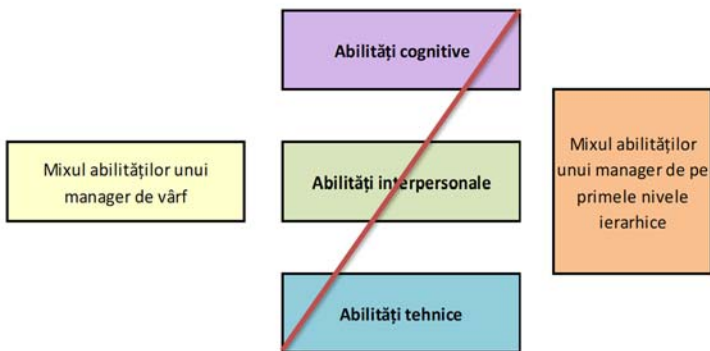 Abilități cognitive
Mixul abilităților unui
manager de vârf
Abilități interpersonale
Mixul abilităților
unui manager de pe
primele nivele
ierarhice
Abilități tehnice